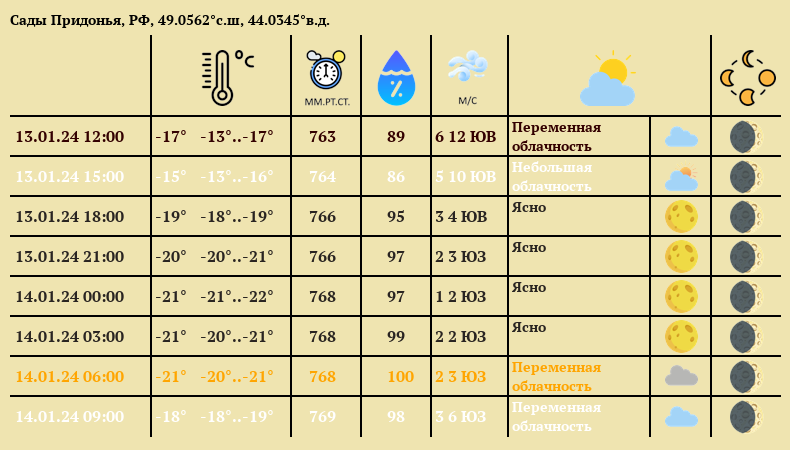 Сады Придонья, РФ, 49.0562°с.ш, 44.0345°в.д.
°C
ММ.РТ.СТ.
%
М/С
13.01.24 12:00 -17° -13°..-17° 763 89 6 12 ЮВ Переменная облачность
13.01.24 15:00 -15° -13°..-16° 764 86 5 10 ЮВ Небольшая облачность
13.01.24 18:00 -19° -18°..-19° 766 95 3 4 ЮВ Ясно
13.01.24 21:00 -20° -20°..-21° 766 97 2 3 ЮЗ Ясно
14.01.24 00:00 -21° -21°..-22° 768 97 1 2 ЮЗ Ясно
14.01.24 03:00 -21° -20°..-21° 768 99 2 2 ЮЗ Ясно
14.01.24 06:00 -21° -20°..-21° 768 100 2 3 ЮЗ Переменная облачность
14.01.24 09:00 -18° -18°..-19° 769 98 3 6 ЮЗ Переменная облачность